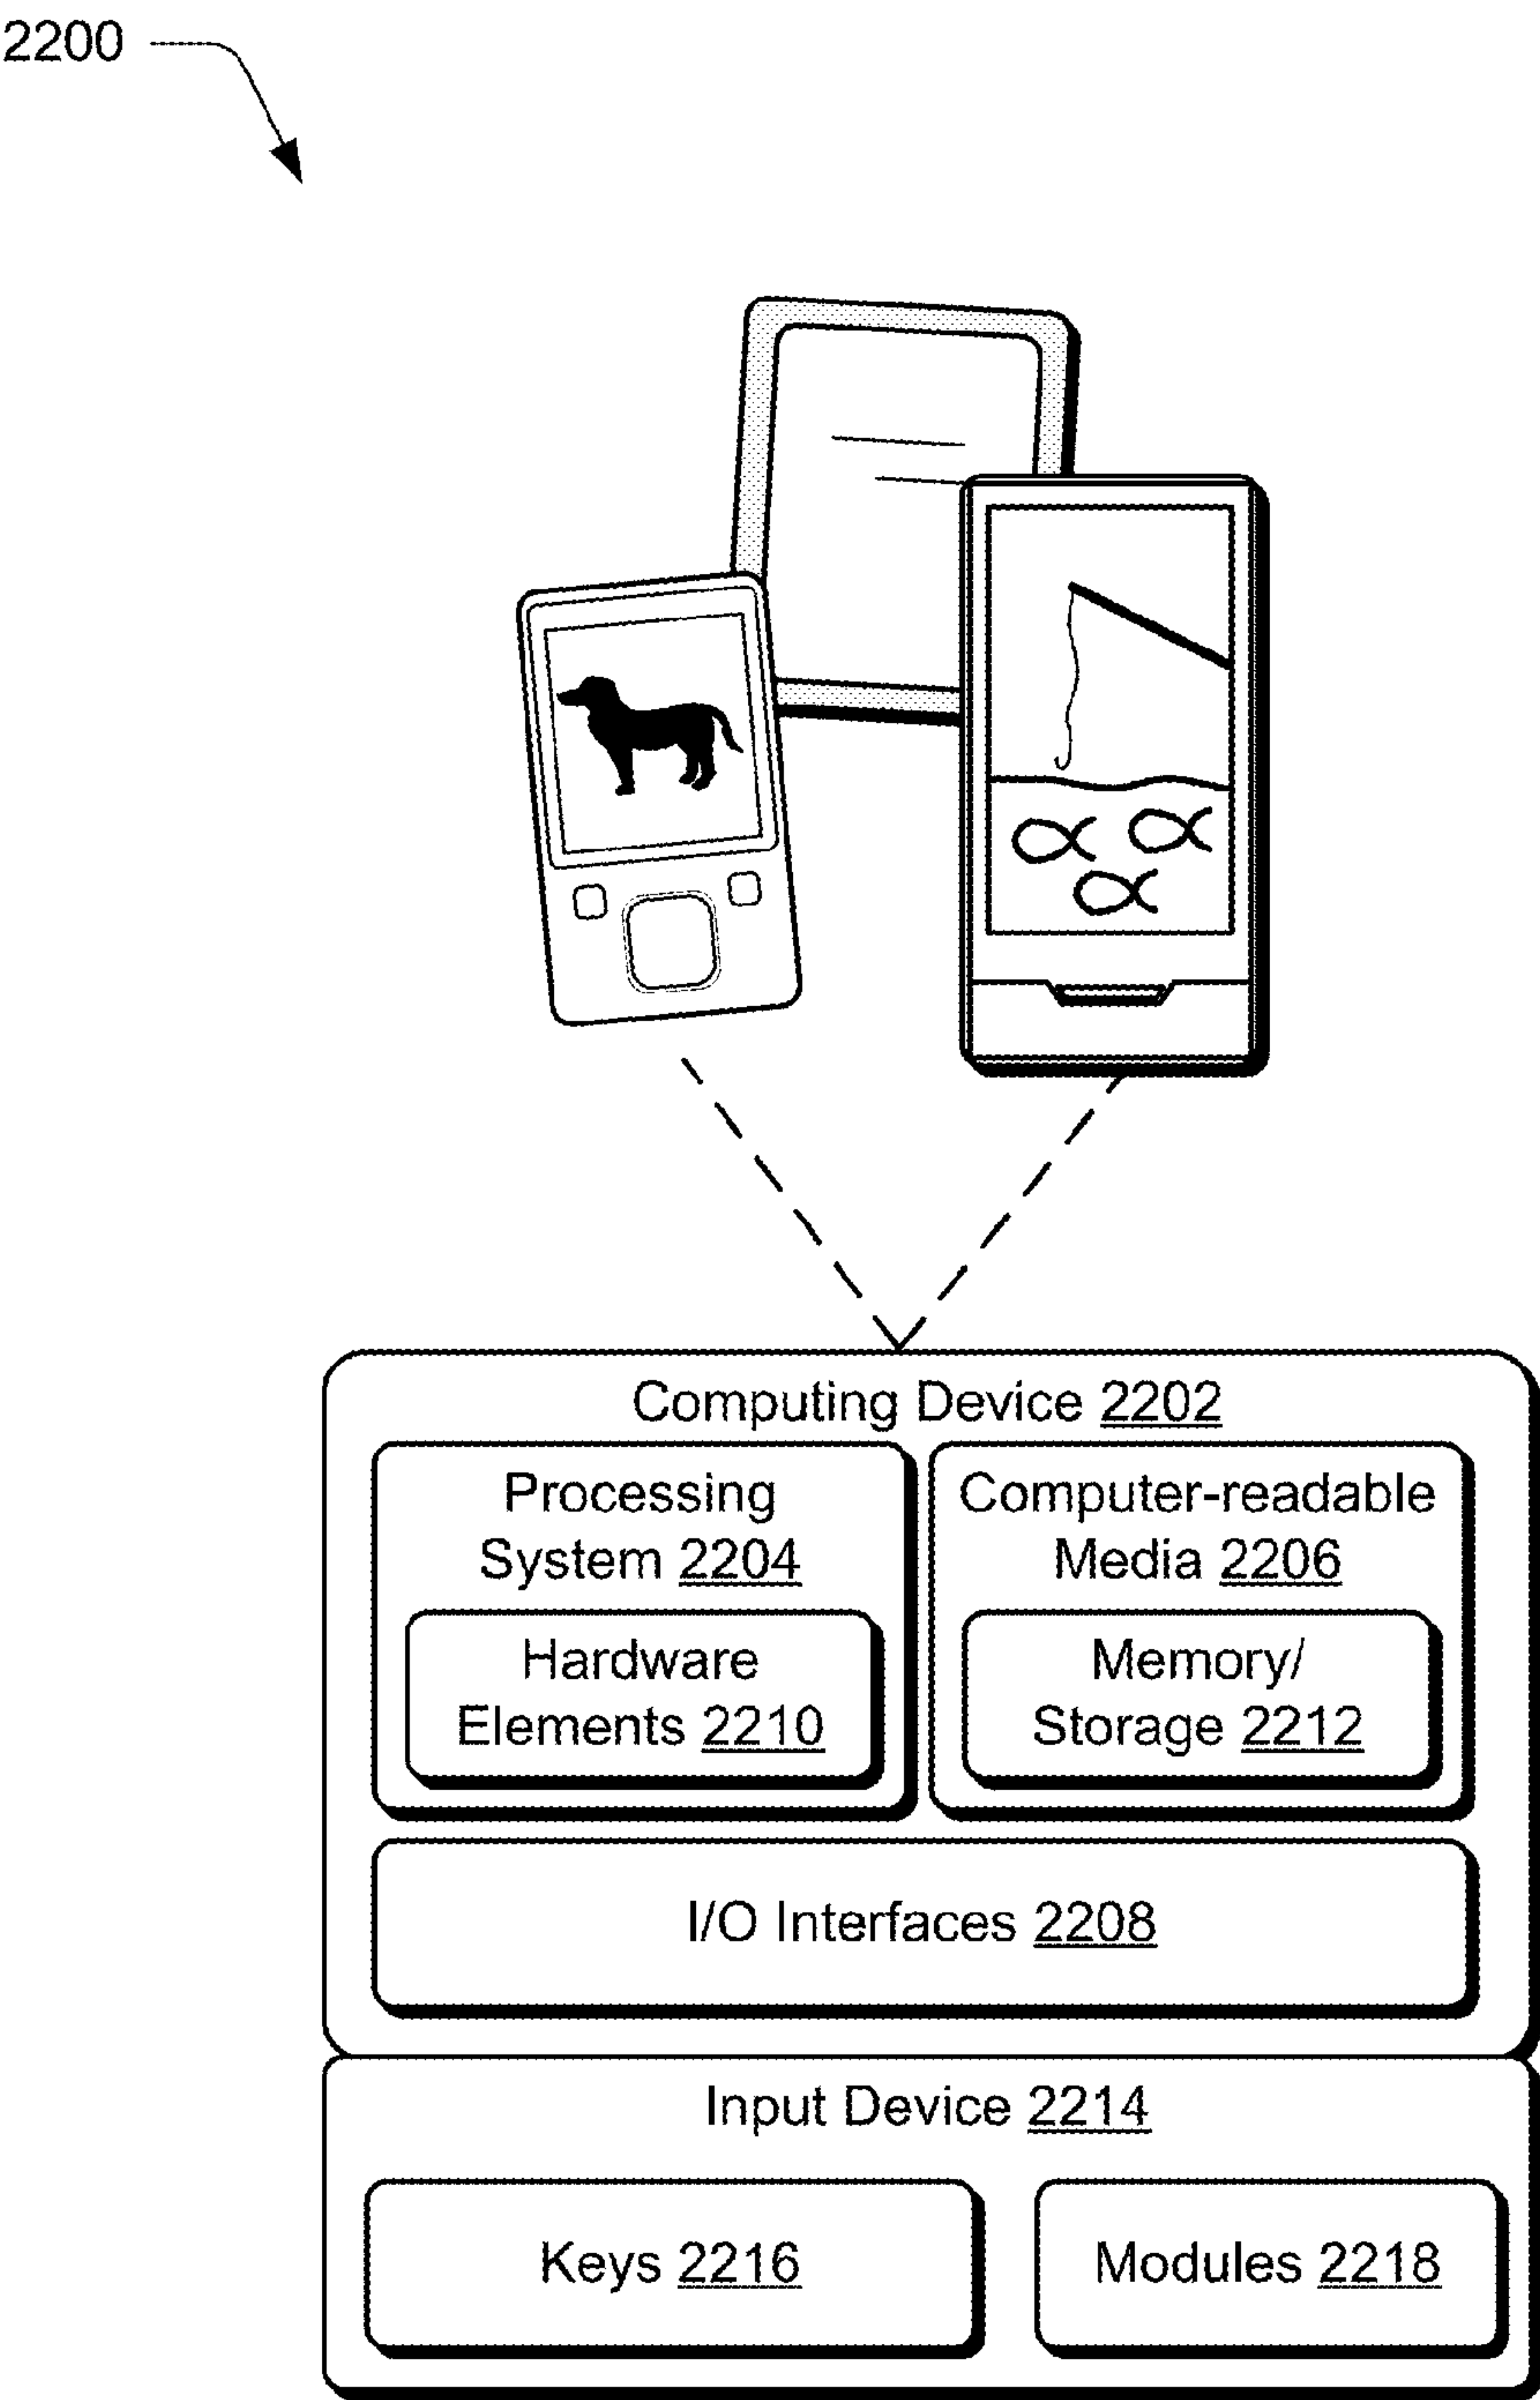 2200
Computing Device 2202
Processing
System 2204
Computer-readable
Media 2206
Hardware
Elements 2210
Memory/
Storage 2212
I/O Interfaces 2208
Input Device 2214
Keys 2216
Modules 2218